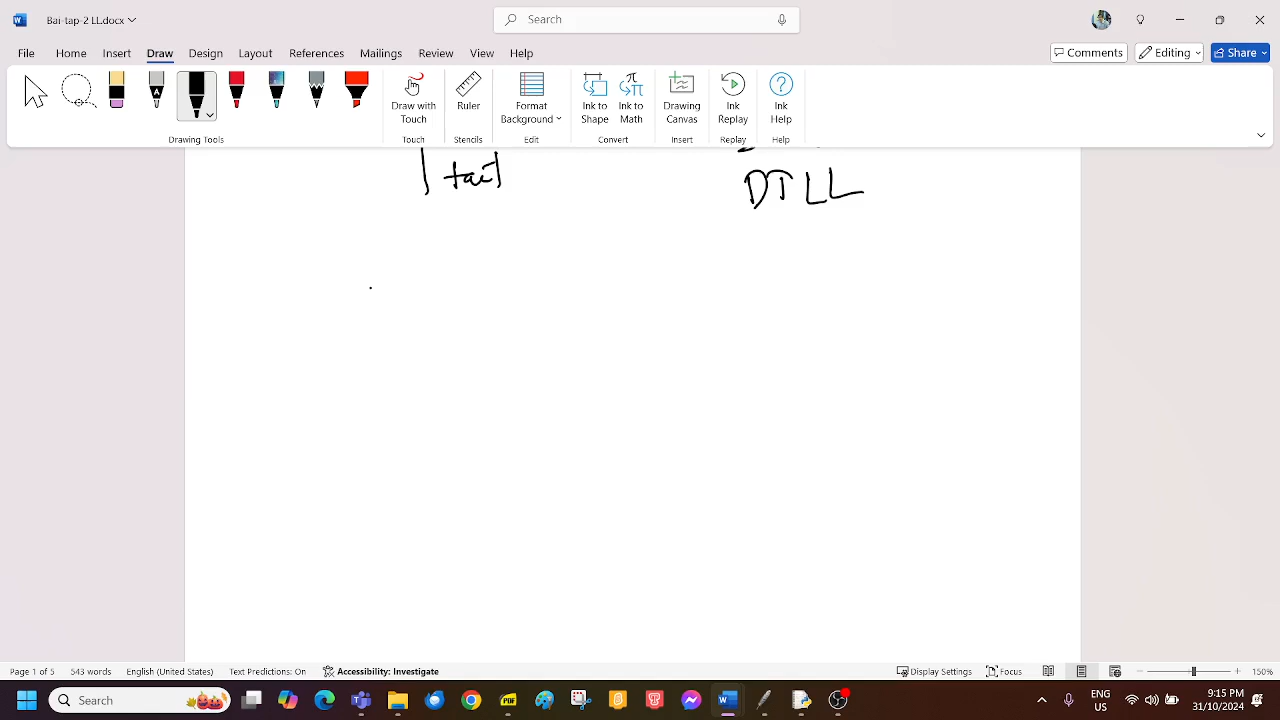 Bai-tap-2 LL.docx
Search
File Home Insert Draw Design Layout References Mailings Review View Help
Comments Editing Share
Draw with Touch
Ruler
Format Background
Ink to Shape
Ink to Math
Drawing Canvas
Ink Replay
Ink Help
Drawing Tools Touch Stencils Edit Convert Insert Replay Help
tail
DTLL
Page 1 of 5 543 words English (United States) Text Predictions: On Accessibility: Investigate Display Settings Focus 150%
Search ENG 9:15 PM
US 31/10/2024